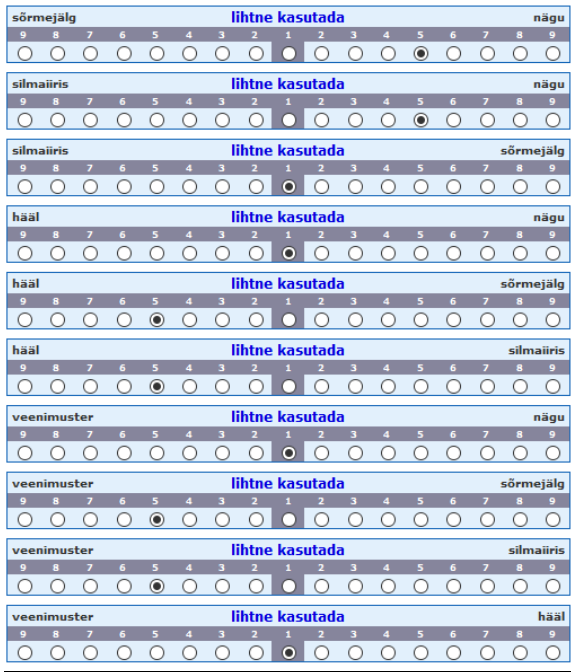 sõrmejälg lihtne kasutada nägu
9 8 7 6 5 4 3 2 1 2 3 4 5 6 7 8 9
silmaiiris lihtne kasutada nägu
9 8 7 6 5 4 3 2 1 2 3 4 5 6 7 8 9
silmaiiris lihtne kasutada sõrmejälg
9 8 7 6 5 4 3 2 1 2 3 4 5 6 7 8 9
hääl lihtne kasutada nägu
9 8 7 6 5 4 3 2 1 2 3 4 5 6 7 8 9
hääl lihtne kasutada sõrmejälg
9 8 7 6 5 4 3 2 1 2 3 4 5 6 7 8 9
hääl lihtne kasutada silmaiiris
9 8 7 6 5 4 3 2 1 2 3 4 5 6 7 8 9
veenimuster lihtne kasutada nägu
9 8 7 6 5 4 3 2 1 2 3 4 5 6 7 8 9
veenimuster lihtne kasutada sõrmejälg
9 8 7 6 5 4 3 2 1 2 3 4 5 6 7 8 9
veenimuster lihtne kasutada silmaiiris
9 8 7 6 5 4 3 2 1 2 3 4 5 6 7 8 9
veenimuster lihtne kasutada hääl
9 8 7 6 5 4 3 2 1 2 3 4 5 6 7 8 9